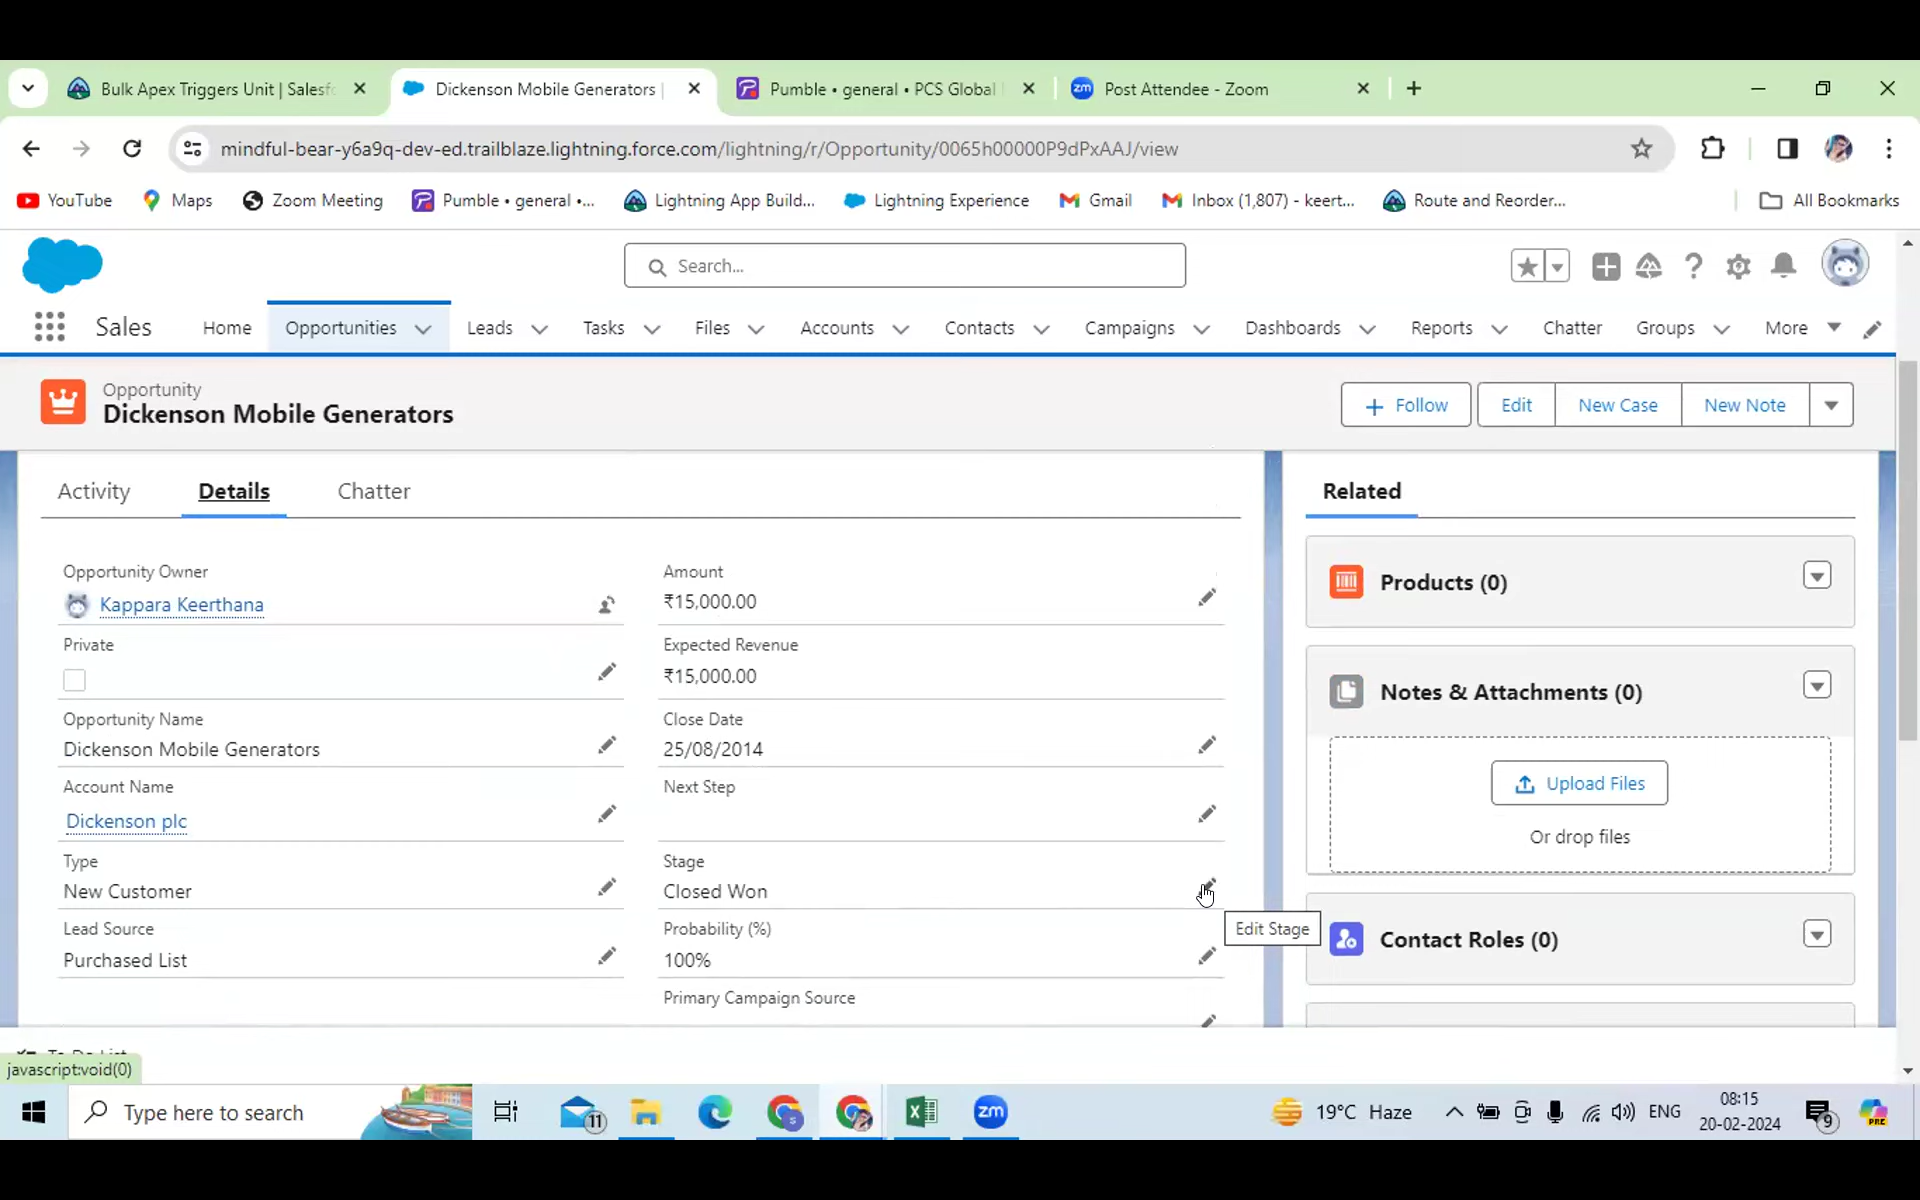 Bulk Apex Triggers Unit | Salesfo
Dickenson Mobile Generators |
Pumble • general • PCS Global
Post Attendee - Zoom
mindful-bear-y6a9q-dev-ed.trailblaze.lightning.force.com/lightning/r/Opportunity/0065h00000P9dPxAAJ/view
YouTube
Maps
Zoom Meeting
Pumble • general •...
Lightning App Build...
Lightning Experience
Gmail
Inbox (1,807) - keert...
Route and Reorder...
All Bookmarks
Search...
Sales
Home
Opportunities
Leads
Tasks
Files
Accounts
Contacts
Campaigns
Dashboards
Reports
Chatter
Groups
More
Opportunity
Dickenson Mobile Generators
Follow
Edit
New Case
New Note
Activity
Details
Chatter
Opportunity Owner
Kappara Keerthana
Private
Opportunity Name
Dickenson Mobile Generators
Account Name
Dickenson plc
Type
New Customer
Lead Source
Purchased List
Amount
₹15,000.00
Expected Revenue
₹15,000.00
Close Date
25/08/2014
Next Step
Stage
Closed Won
Edit Stage
Probability (%)
100%
Primary Campaign Source
Related
Products (0)
Notes & Attachments (0)
Upload Files
Or drop files
Contact Roles (0)
To Do List
javascript:void(0)
Type here to search
11
zm
19°C Haze
ENG
08:15
20-02-2024
9
PRE